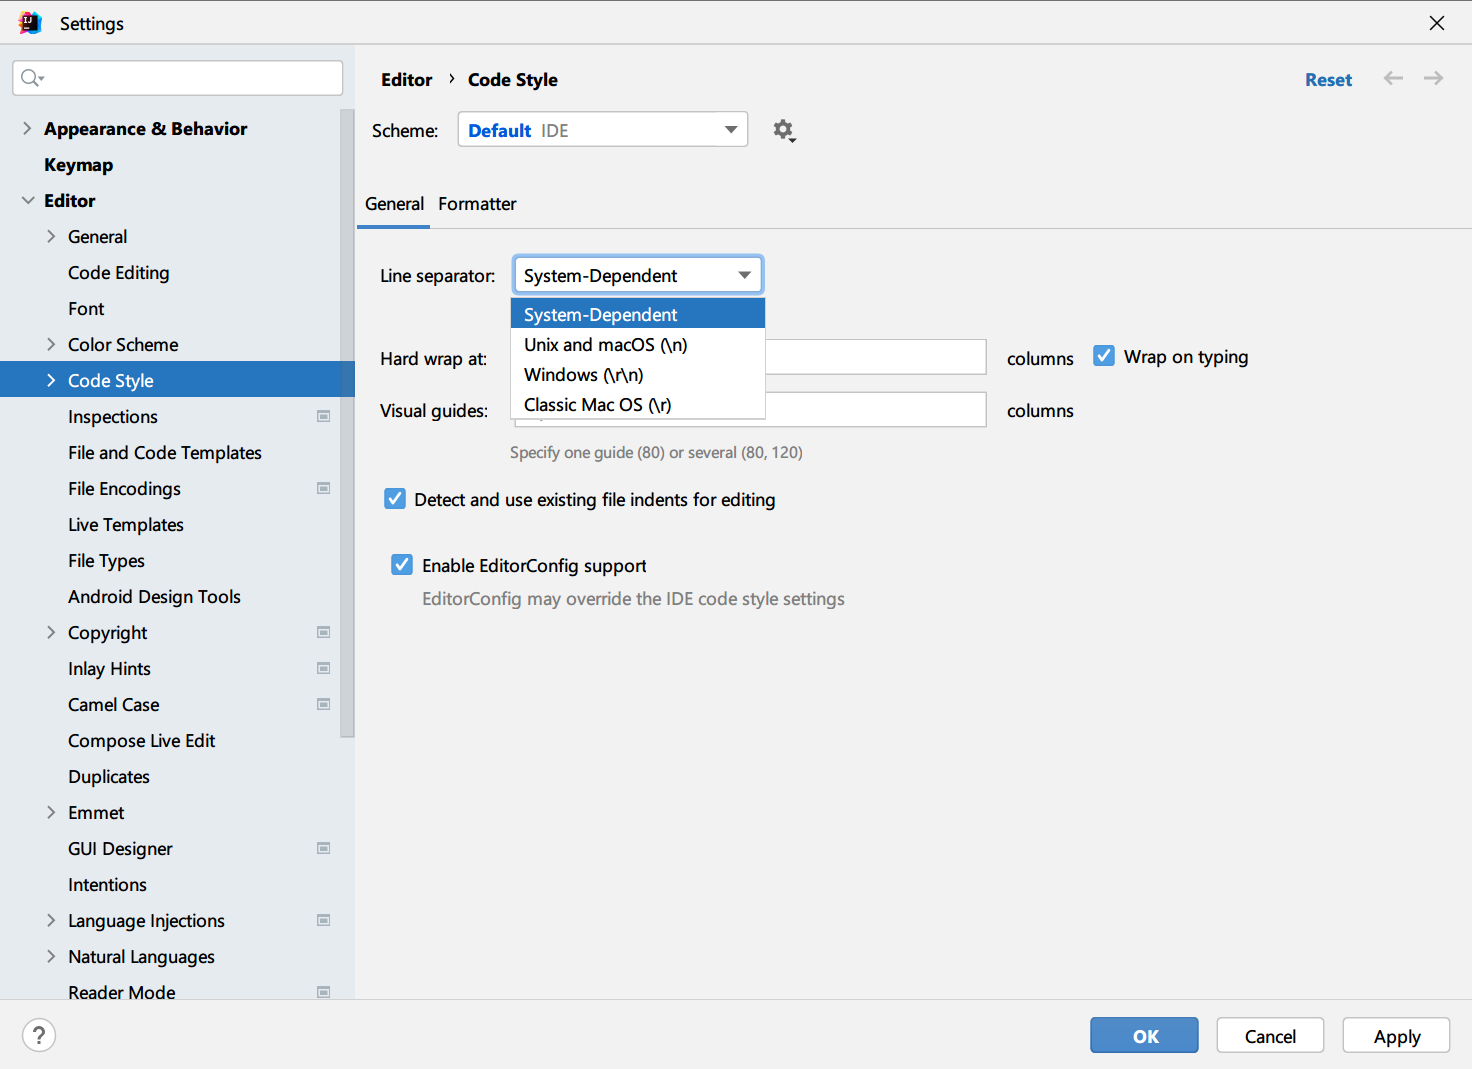 Settings
Appearance & Behavior
Keymap
Editor
General
Code Editing
Font
Color Scheme
Code Style
Inspections
File and Code Templates
File Encodings
Live Templates
File Types
Android Design Tools
Copyright
Inlay Hints
Camel Case
Compose Live Edit
Duplicates
Emmet
GUI Designer
Intentions
Language Injections
Natural Languages
Reader Mode
Editor › Code Style
Reset
Scheme: Default IDE
General Formatter
Line separator: System-Dependent
System-Dependent
Unix and macOS (\n)
Windows (\r\n)
Classic Mac OS (\r)
Hard wrap at: columns Wrap on typing
Visual guides: columns
Specify one guide (80) or several (80, 120)
Detect and use existing file indents for editing
Enable EditorConfig support
EditorConfig may override the IDE code style settings
? OK Cancel Apply